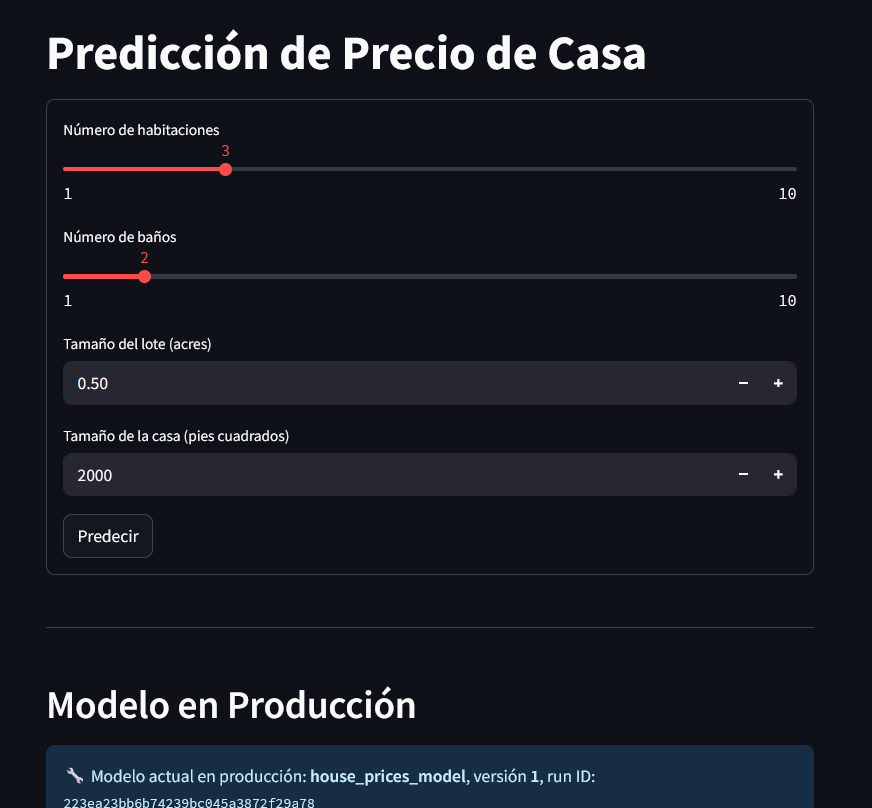 Predicción de Precio de Casa
Número de habitaciones
3
1 10
Número de baños
2
1 10
Tamaño del lote (acres)
0.50 − +
Tamaño de la casa (pies cuadrados)
2000 − +
Predecir
Modelo en Producción
Modelo actual en producción: house_prices_model, versión 1, run ID:
223ea23bb6b74239bc045a3872f29a78